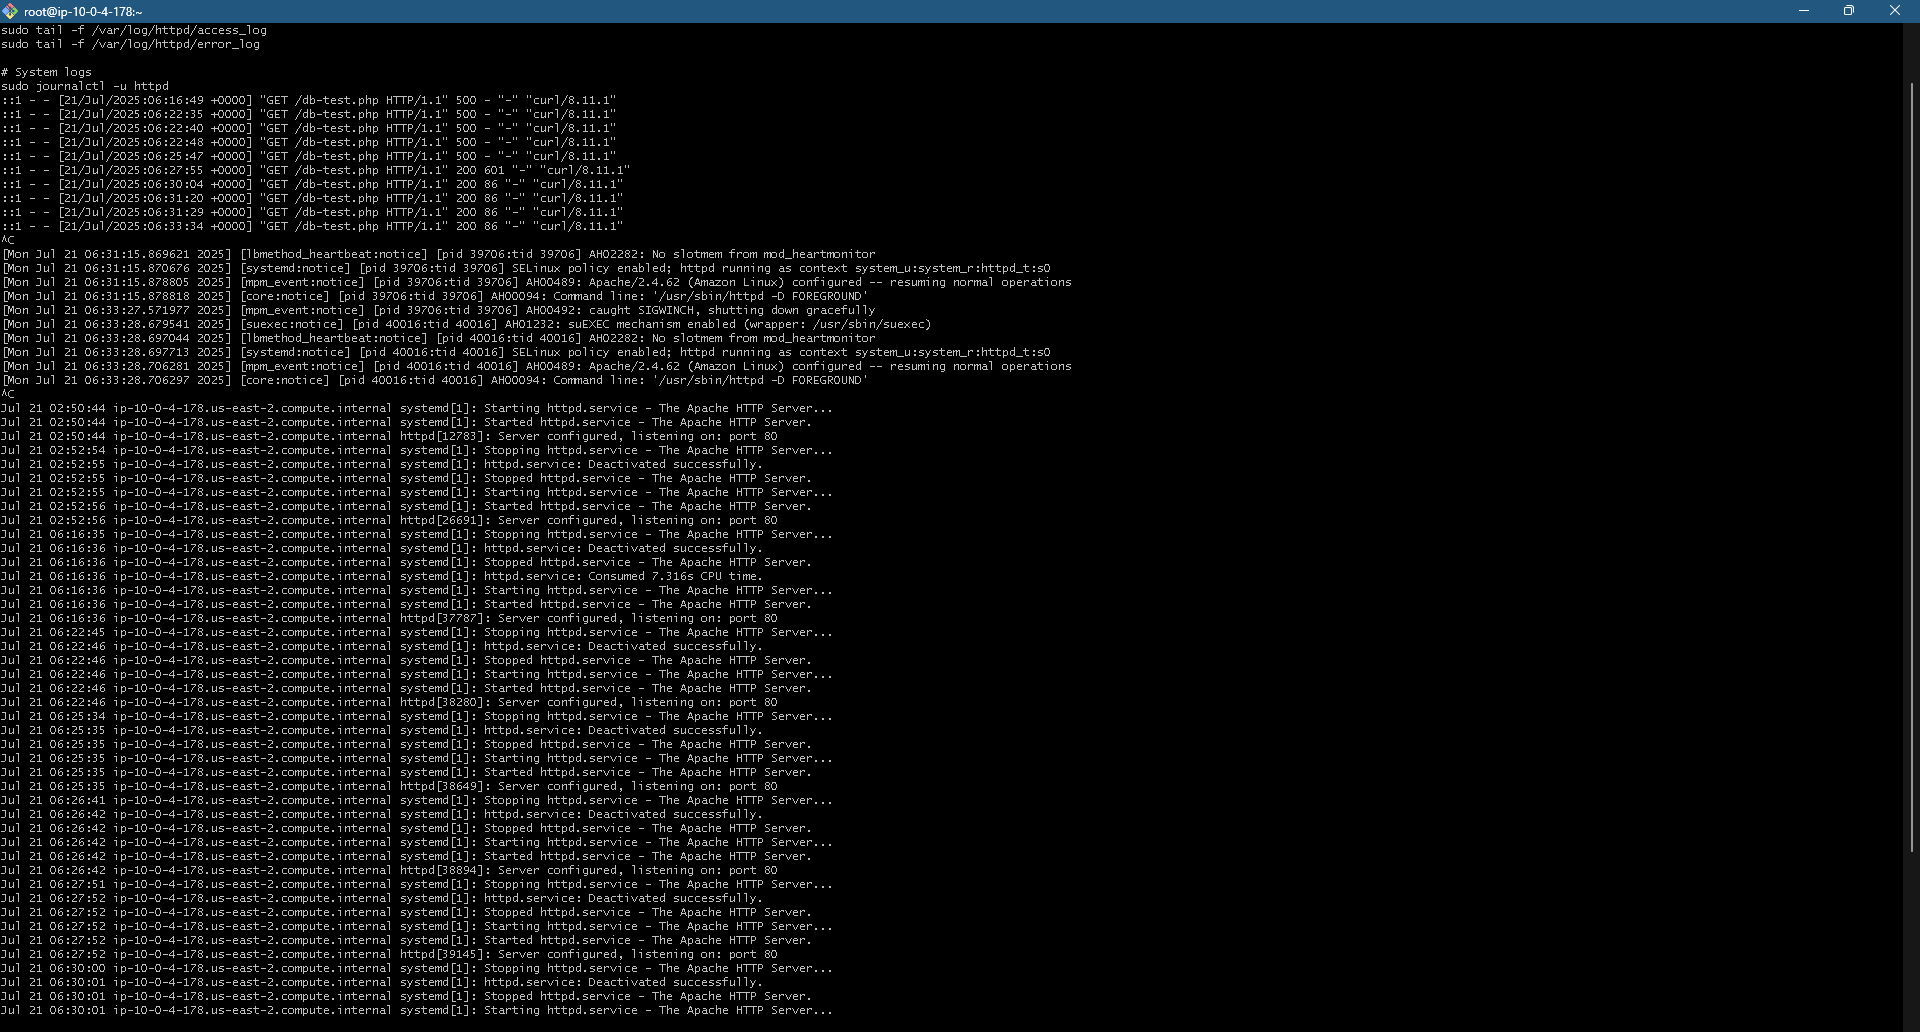 root@ip-10-0-4-178:~
sudo tail -f /var/log/httpd/access_log
sudo tail -f /var/log/httpd/error_log
# System logs
sudo journalctl -u httpd
::1 - - [21/Jul/2025:06:16:49 +0000] "GET /db-test.php HTTP/1.1" 500 - "-" "curl/8.11.1"
::1 - - [21/Jul/2025:06:22:35 +0000] "GET /db-test.php HTTP/1.1" 500 - "-" "curl/8.11.1"
::1 - - [21/Jul/2025:06:22:40 +0000] "GET /db-test.php HTTP/1.1" 500 - "-" "curl/8.11.1"
::1 - - [21/Jul/2025:06:22:48 +0000] "GET /db-test.php HTTP/1.1" 500 - "-" "curl/8.11.1"
::1 - - [21/Jul/2025:06:25:47 +0000] "GET /db-test.php HTTP/1.1" 500 - "-" "curl/8.11.1"
::1 - - [21/Jul/2025:06:27:55 +0000] "GET /db-test.php HTTP/1.1" 200 601 "-" "curl/8.11.1"
::1 - - [21/Jul/2025:06:30:04 +0000] "GET /db-test.php HTTP/1.1" 200 86 "-" "curl/8.11.1"
::1 - - [21/Jul/2025:06:31:20 +0000] "GET /db-test.php HTTP/1.1" 200 86 "-" "curl/8.11.1"
::1 - - [21/Jul/2025:06:31:29 +0000] "GET /db-test.php HTTP/1.1" 200 86 "-" "curl/8.11.1"
::1 - - [21/Jul/2025:06:33:34 +0000] "GET /db-test.php HTTP/1.1" 200 86 "-" "curl/8.11.1"
^C
[Mon Jul 21 06:31:15.869621 2025] [lbmethod_heartbeat:notice] [pid 39706:tid 39706] AH02282: No slotmem from mod_heartmonitor
[Mon Jul 21 06:31:15.870676 2025] [systemd:notice] [pid 39706:tid 39706] SELinux policy enabled; httpd running as context system_u:system_r:httpd_t:s0
[Mon Jul 21 06:31:15.878805 2025] [mpm_event:notice] [pid 39706:tid 39706] AH00489: Apache/2.4.62 (Amazon Linux) configured -- resuming normal operations
[Mon Jul 21 06:31:15.878818 2025] [core:notice] [pid 39706:tid 39706] AH00094: Command line: '/usr/sbin/httpd -D FOREGROUND'
[Mon Jul 21 06:33:27.571977 2025] [mpm_event:notice] [pid 39706:tid 39706] AH00492: caught SIGWINCH, shutting down gracefully
[Mon Jul 21 06:33:28.679541 2025] [suexec:notice] [pid 40016:tid 40016] AH01232: suEXEC mechanism enabled (wrapper: /usr/sbin/suexec)
[Mon Jul 21 06:33:28.697044 2025] [lbmethod_heartbeat:notice] [pid 40016:tid 40016] AH02282: No slotmem from mod_heartmonitor
[Mon Jul 21 06:33:28.697713 2025] [systemd:notice] [pid 40016:tid 40016] SELinux policy enabled; httpd running as context system_u:system_r:httpd_t:s0
[Mon Jul 21 06:33:28.706281 2025] [mpm_event:notice] [pid 40016:tid 40016] AH00489: Apache/2.4.62 (Amazon Linux) configured -- resuming normal operations
[Mon Jul 21 06:33:28.706297 2025] [core:notice] [pid 40016:tid 40016] AH00094: Command line: '/usr/sbin/httpd -D FOREGROUND'
^C
Jul 21 02:50:44 ip-10-0-4-178.us-east-2.compute.internal systemd[1]: Starting httpd.service - The Apache HTTP Server...
Jul 21 02:50:44 ip-10-0-4-178.us-east-2.compute.internal systemd[1]: Started httpd.service - The Apache HTTP Server.
Jul 21 02:50:44 ip-10-0-4-178.us-east-2.compute.internal httpd[12783]: Server configured, listening on: port 80
Jul 21 02:52:54 ip-10-0-4-178.us-east-2.compute.internal systemd[1]: Stopping httpd.service - The Apache HTTP Server...
Jul 21 02:52:55 ip-10-0-4-178.us-east-2.compute.internal systemd[1]: httpd.service: Deactivated successfully.
Jul 21 02:52:55 ip-10-0-4-178.us-east-2.compute.internal systemd[1]: Stopped httpd.service - The Apache HTTP Server.
Jul 21 02:52:55 ip-10-0-4-178.us-east-2.compute.internal systemd[1]: Starting httpd.service - The Apache HTTP Server...
Jul 21 02:52:56 ip-10-0-4-178.us-east-2.compute.internal systemd[1]: Started httpd.service - The Apache HTTP Server.
Jul 21 02:52:56 ip-10-0-4-178.us-east-2.compute.internal httpd[26691]: Server configured, listening on: port 80
Jul 21 06:16:35 ip-10-0-4-178.us-east-2.compute.internal systemd[1]: Stopping httpd.service - The Apache HTTP Server...
Jul 21 06:16:36 ip-10-0-4-178.us-east-2.compute.internal systemd[1]: httpd.service: Deactivated successfully.
Jul 21 06:16:36 ip-10-0-4-178.us-east-2.compute.internal systemd[1]: Stopped httpd.service - The Apache HTTP Server.
Jul 21 06:16:36 ip-10-0-4-178.us-east-2.compute.internal systemd[1]: httpd.service: Consumed 7.316s CPU time.
Jul 21 06:16:36 ip-10-0-4-178.us-east-2.compute.internal systemd[1]: Starting httpd.service - The Apache HTTP Server...
Jul 21 06:16:36 ip-10-0-4-178.us-east-2.compute.internal systemd[1]: Started httpd.service - The Apache HTTP Server.
Jul 21 06:16:36 ip-10-0-4-178.us-east-2.compute.internal httpd[37787]: Server configured, listening on: port 80
Jul 21 06:22:45 ip-10-0-4-178.us-east-2.compute.internal systemd[1]: Stopping httpd.service - The Apache HTTP Server...
Jul 21 06:22:46 ip-10-0-4-178.us-east-2.compute.internal systemd[1]: httpd.service: Deactivated successfully.
Jul 21 06:22:46 ip-10-0-4-178.us-east-2.compute.internal systemd[1]: Stopped httpd.service - The Apache HTTP Server.
Jul 21 06:22:46 ip-10-0-4-178.us-east-2.compute.internal systemd[1]: Starting httpd.service - The Apache HTTP Server...
Jul 21 06:22:46 ip-10-0-4-178.us-east-2.compute.internal systemd[1]: Started httpd.service - The Apache HTTP Server.
Jul 21 06:22:46 ip-10-0-4-178.us-east-2.compute.internal httpd[38280]: Server configured, listening on: port 80
Jul 21 06:25:34 ip-10-0-4-178.us-east-2.compute.internal systemd[1]: Stopping httpd.service - The Apache HTTP Server...
Jul 21 06:25:35 ip-10-0-4-178.us-east-2.compute.internal systemd[1]: httpd.service: Deactivated successfully.
Jul 21 06:25:35 ip-10-0-4-178.us-east-2.compute.internal systemd[1]: Stopped httpd.service - The Apache HTTP Server.
Jul 21 06:25:35 ip-10-0-4-178.us-east-2.compute.internal systemd[1]: Starting httpd.service - The Apache HTTP Server...
Jul 21 06:25:35 ip-10-0-4-178.us-east-2.compute.internal systemd[1]: Started httpd.service - The Apache HTTP Server.
Jul 21 06:25:35 ip-10-0-4-178.us-east-2.compute.internal httpd[38649]: Server configured, listening on: port 80
Jul 21 06:26:41 ip-10-0-4-178.us-east-2.compute.internal systemd[1]: Stopping httpd.service - The Apache HTTP Server...
Jul 21 06:26:42 ip-10-0-4-178.us-east-2.compute.internal systemd[1]: httpd.service: Deactivated successfully.
Jul 21 06:26:42 ip-10-0-4-178.us-east-2.compute.internal systemd[1]: Stopped httpd.service - The Apache HTTP Server.
Jul 21 06:26:42 ip-10-0-4-178.us-east-2.compute.internal systemd[1]: Starting httpd.service - The Apache HTTP Server...
Jul 21 06:26:42 ip-10-0-4-178.us-east-2.compute.internal systemd[1]: Started httpd.service - The Apache HTTP Server.
Jul 21 06:26:42 ip-10-0-4-178.us-east-2.compute.internal httpd[38894]: Server configured, listening on: port 80
Jul 21 06:27:51 ip-10-0-4-178.us-east-2.compute.internal systemd[1]: Stopping httpd.service - The Apache HTTP Server...
Jul 21 06:27:52 ip-10-0-4-178.us-east-2.compute.internal systemd[1]: httpd.service: Deactivated successfully.
Jul 21 06:27:52 ip-10-0-4-178.us-east-2.compute.internal systemd[1]: Stopped httpd.service - The Apache HTTP Server.
Jul 21 06:27:52 ip-10-0-4-178.us-east-2.compute.internal systemd[1]: Starting httpd.service - The Apache HTTP Server...
Jul 21 06:27:52 ip-10-0-4-178.us-east-2.compute.internal systemd[1]: Started httpd.service - The Apache HTTP Server.
Jul 21 06:27:52 ip-10-0-4-178.us-east-2.compute.internal httpd[39145]: Server configured, listening on: port 80
Jul 21 06:30:00 ip-10-0-4-178.us-east-2.compute.internal systemd[1]: Stopping httpd.service - The Apache HTTP Server...
Jul 21 06:30:01 ip-10-0-4-178.us-east-2.compute.internal systemd[1]: httpd.service: Deactivated successfully.
Jul 21 06:30:01 ip-10-0-4-178.us-east-2.compute.internal systemd[1]: Stopped httpd.service - The Apache HTTP Server.
Jul 21 06:30:01 ip-10-0-4-178.us-east-2.compute.internal systemd[1]: Starting httpd.service - The Apache HTTP Server...